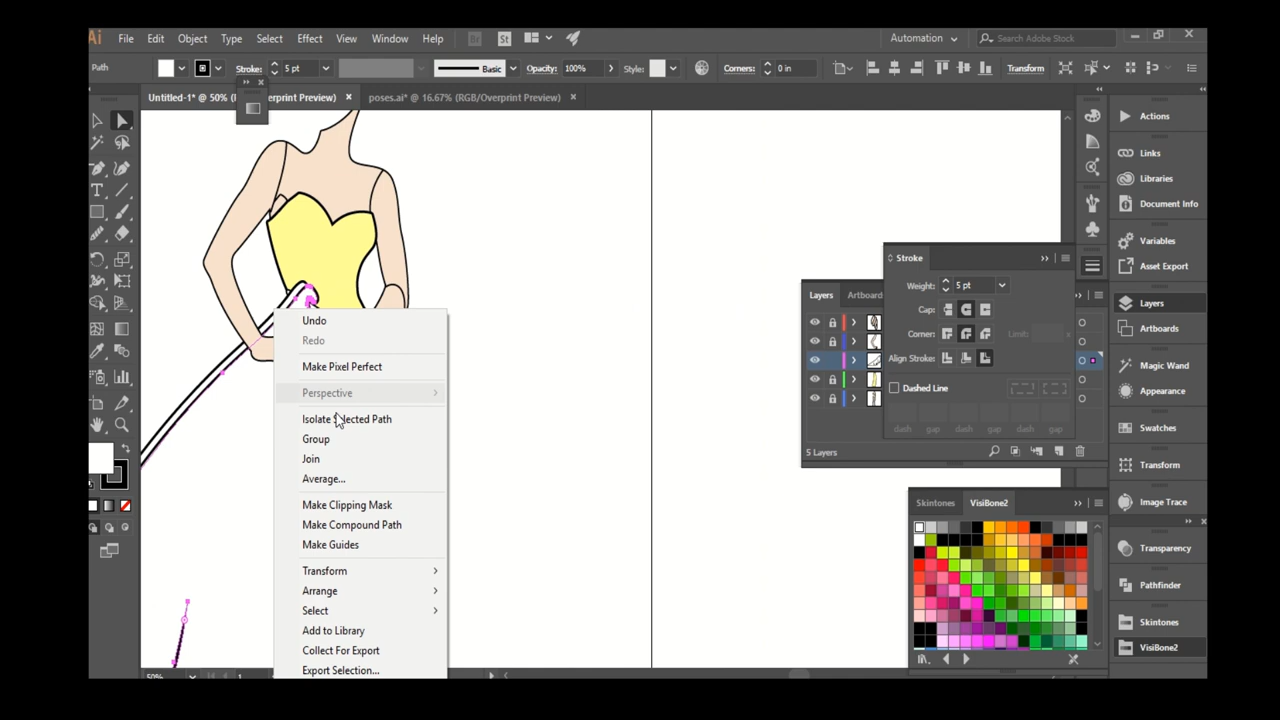 Ai File Edit Object Type Select Effect View Window Help Br St Automation Search Adobe Stock
Path Stroke: 5 pt Basic Opacity: 100% Style: Corners: 0 in Transform
Untitled-1* @ 50% (R erprint Preview) × poses.ai* @ 16.67% (RGB/Overprint Preview) ×
Undo
Redo
Make Pixel Perfect
Perspective
Isolate Selected Path
Group
Join
Average...
Make Clipping Mask
Make Compound Path
Make Guides
Transform
Arrange
Select
Add to Library
Collect For Export
Export Selection...
50% 1
Stroke
Weight: 5 pt
Cap:
Corner: Limit:
Align Stroke:
Dashed Line
dash gap dash gap dash gap
Layers Artboard
5 Layers
Skintones VisiBone2
Actions
Links
Libraries
Document Info
Variables
Asset Export
Layers
Artboards
Magic Wand
Appearance
Swatches
Transform
Image Trace
Transparency
Pathfinder
Skintones
VisiBone2